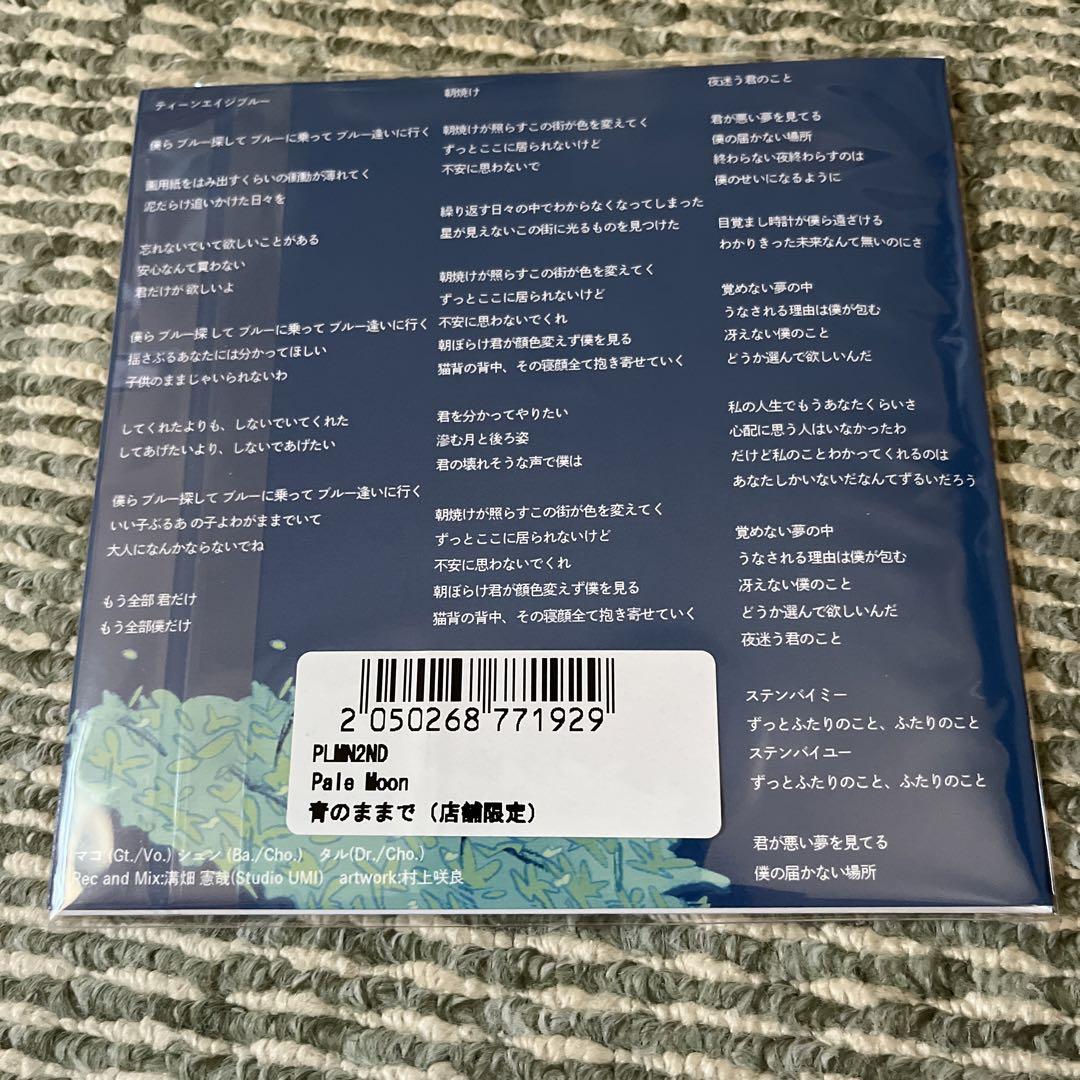 ティーンエイジブルー
僕ら ブルー探して ブルーに乗って ブルー逢いに行く
画用紙をはみ出すくらいの衝動が薄れてく
泥だらけ追いかけた日々を
忘れないでいて欲しいことがある
安心なんて買わない
君だけが 欲しいよ
僕ら ブルー探 して ブルーに乗って ブルー逢いに行く
揺さぶるあなたには分かってほしい
子供のままじゃいられないわ
してくれたよりも、しないでいてくれた
してあげたいより、しないであげたい
僕ら ブルー探して ブルーに乗って ブルー逢いに行く
いい子ぶるあ の子よわがままでいて
大人になんかならないでね
もう全部 君だけ
もう全部僕だけ
朝焼け
朝焼けが照らすこの街が色を変えてく
ずっとここに居られないけど
不安に思わないで
繰り返す日々の中でわからなくなってしまった
星が見えないこの街に光るものを見つけた
朝焼けが照らすこの街が色を変えてく
ずっとここに居られないけど
不安に思わないでくれ
朝ぼらけ君が顔色変えず僕を見る
猫背の背中、その寝顔全て抱き寄せていく
君を分かってやりたい
滲む月と後ろ姿
君の壊れそうな声で僕は
朝焼けが照らすこの街が色を変えてく
ずっとここに居られないけど
不安に思わないでくれ
朝ぼらけ君が顔色変えず僕を見る
猫背の背中、その寝顔全て抱き寄せていく
夜迷う君のこと
君が悪い夢を見てる
僕の届かない場所
終わらない夜終わらすのは
僕のせいになるように
目覚まし時計が僕ら遠ざける
わかりきった未来なんて無いのにさ
覚めない夢の中
うなされる理由は僕が包む
冴えない僕のこと
どうか選んで欲しいんだ
私の人生でもうあなたくらいさ
心配に思う人はいなかったわ
だけど私のことわかってくれるのは
あなたしかいないだなんてずるいだろう
覚めない夢の中
うなされる理由は僕が包む
冴えない僕のこと
どうか選んで欲しいんだ
夜迷う君のこと
ステンバイミー
ずっとふたりのこと、ふたりのこと
ステンバイユー
ずっとふたりのこと、ふたりのこと
君が悪い夢を見てる
僕の届かない場所
2 050268 771929
PLMN2ND
Pale Moon
青のままで（店舗限定）
マコ (Gt./Vo.) シェン (Ba./Cho.) タル(Dr./Cho.)
Rec and Mix:溝畑 憲哉(Studio UMI) artwork:村上咲良